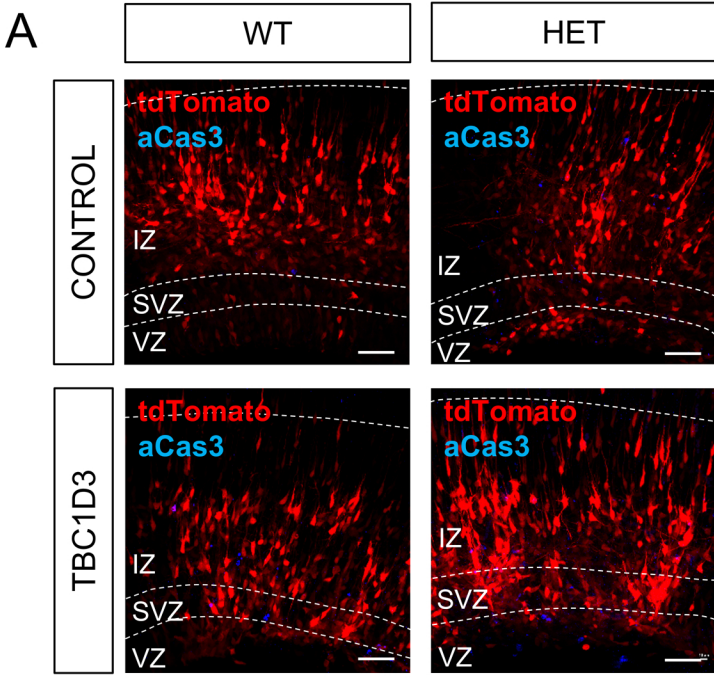 A
WT
HET
CONTROL
tdTomato
aCas3
IZ
SVZ
VZ
tdTomato
aCas3
IZ
SVZ
VZ
TBC1D3
tdTomato
aCas3
IZ
SVZ
VZ
tdTomato
aCas3
IZ
SVZ
VZ